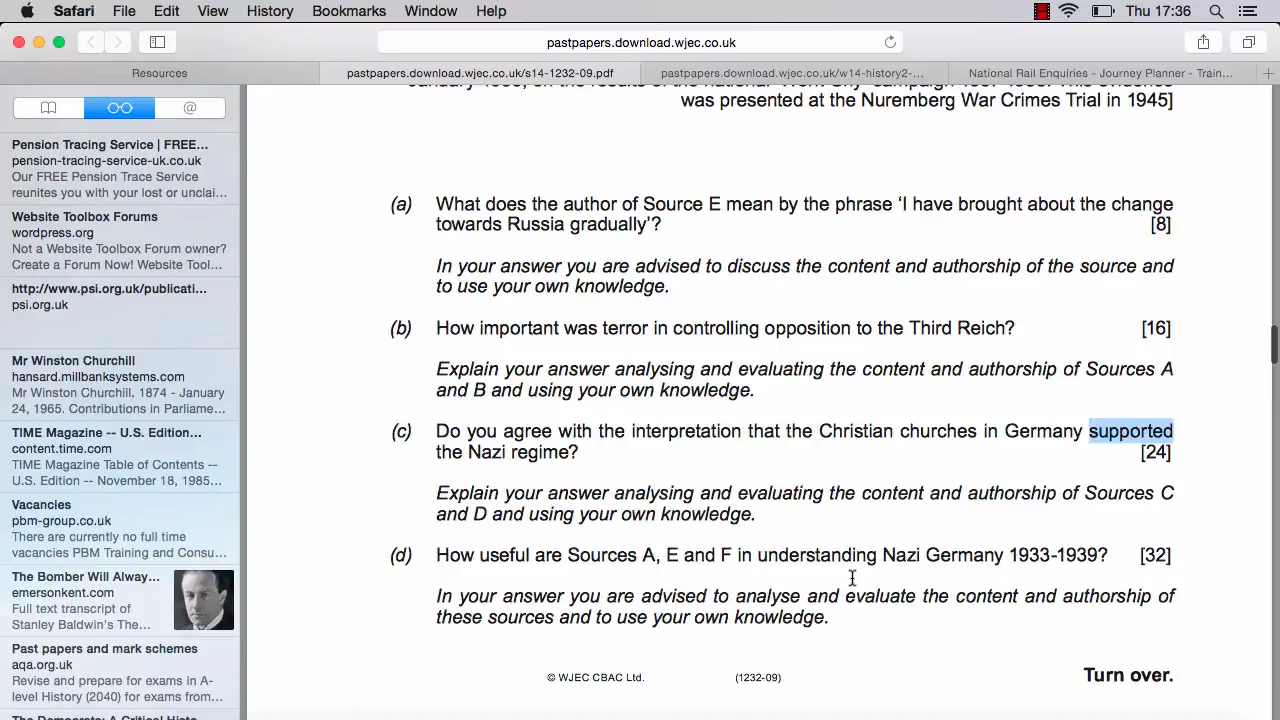 Safari File Edit View History Bookmarks Window Help Thu 17:36
pastpapers.download.wjec.co.uk
Resources
pastpapers.download.wjec.co.uk/s14-1232-09.pdf
pastpapers.download.wjec.co.uk/w14-history2-...
National Rail Enquiries - Journey Planner - Train...
@
Pension Tracing Service | FREE...
pension-tracing-service-uk.co.uk
Our FREE Pension Trace Service
reunites you with your lost or unclai...
Website Toolbox Forums
wordpress.org
Not a Website Toolbox Forum owner?
Create a Forum Now! Website Tool...
http://www.psi.org.uk/publicati...
psi.org.uk
Mr Winston Churchill
hansard.millbanksystems.com
Mr Winston Churchill. 1874 - January
24, 1965. Contributions in Parliame...
TIME Magazine -- U.S. Edition...
content.time.com
TIME Magazine Table of Contents --
U.S. Edition -- November 18, 1985...
Vacancies
pbm-group.co.uk
There are currently no full time
vacancies PBM Training and Consu...
The Bomber Will Alway...
emersonkent.com
Full text transcript of
Stanley Baldwin's The...
Past papers and mark schemes
aqa.org.uk
Revise and prepare for exams in A-
level History (2040) for exams from...
The Democrats: A Critical Histo...
was presented at the Nuremberg War Crimes Trial in 1945]
(a) What does the author of Source E mean by the phrase ‘I have brought about the change
towards Russia gradually’? [8]
In your answer you are advised to discuss the content and authorship of the source and
to use your own knowledge.
(b) How important was terror in controlling opposition to the Third Reich? [16]
Explain your answer analysing and evaluating the content and authorship of Sources A
and B and using your own knowledge.
(c) Do you agree with the interpretation that the Christian churches in Germany supported
the Nazi regime? [24]
Explain your answer analysing and evaluating the content and authorship of Sources C
and D and using your own knowledge.
(d) How useful are Sources A, E and F in understanding Nazi Germany 1933-1939? [32]
In your answer you are advised to analyse and evaluate the content and authorship of
these sources and to use your own knowledge.
© WJEC CBAC Ltd. (1232-09) Turn over.